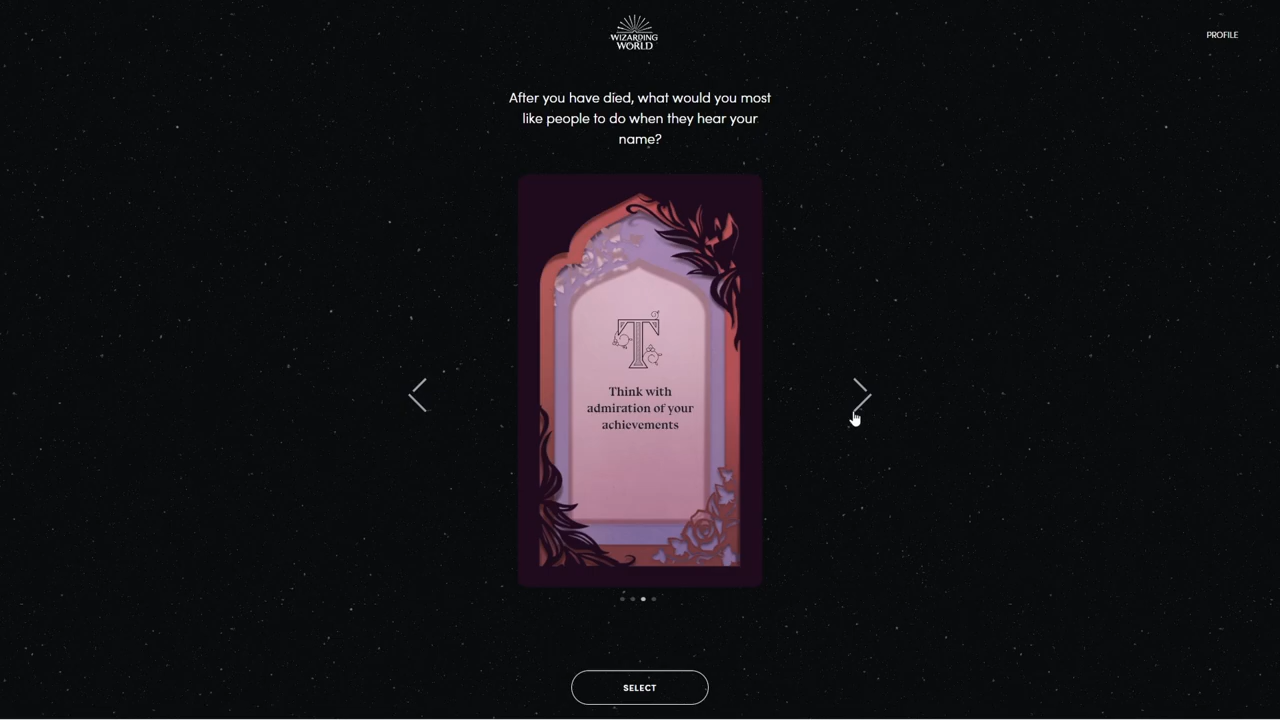 WIZARDING
WORLD
PROFILE
After you have died, what would you most
like people to do when they hear your
name?
T
Think with
admiration of your
achievements
SELECT